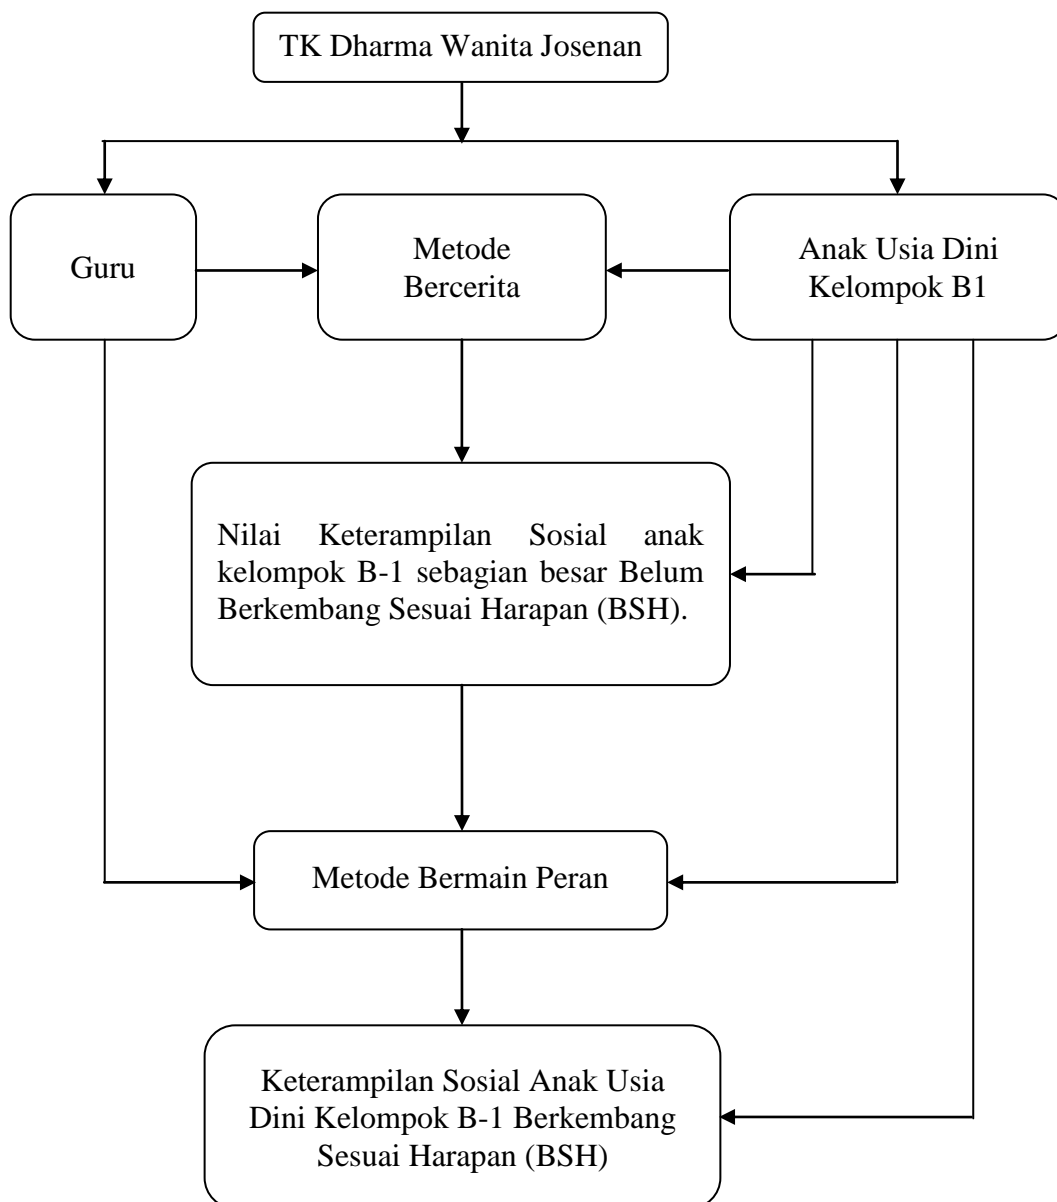 TK Dharma Wanita Josenan
Guru
Metode
Bercerita
Anak Usia Dini
Kelompok B1
Nilai Keterampilan Sosial anak
kelompok B-1 sebagian besar Belum
Berkembang Sesuai Harapan (BSH).
Metode Bermain Peran
Keterampilan Sosial Anak Usia
Dini Kelompok B-1 Berkembang
Sesuai Harapan (BSH)